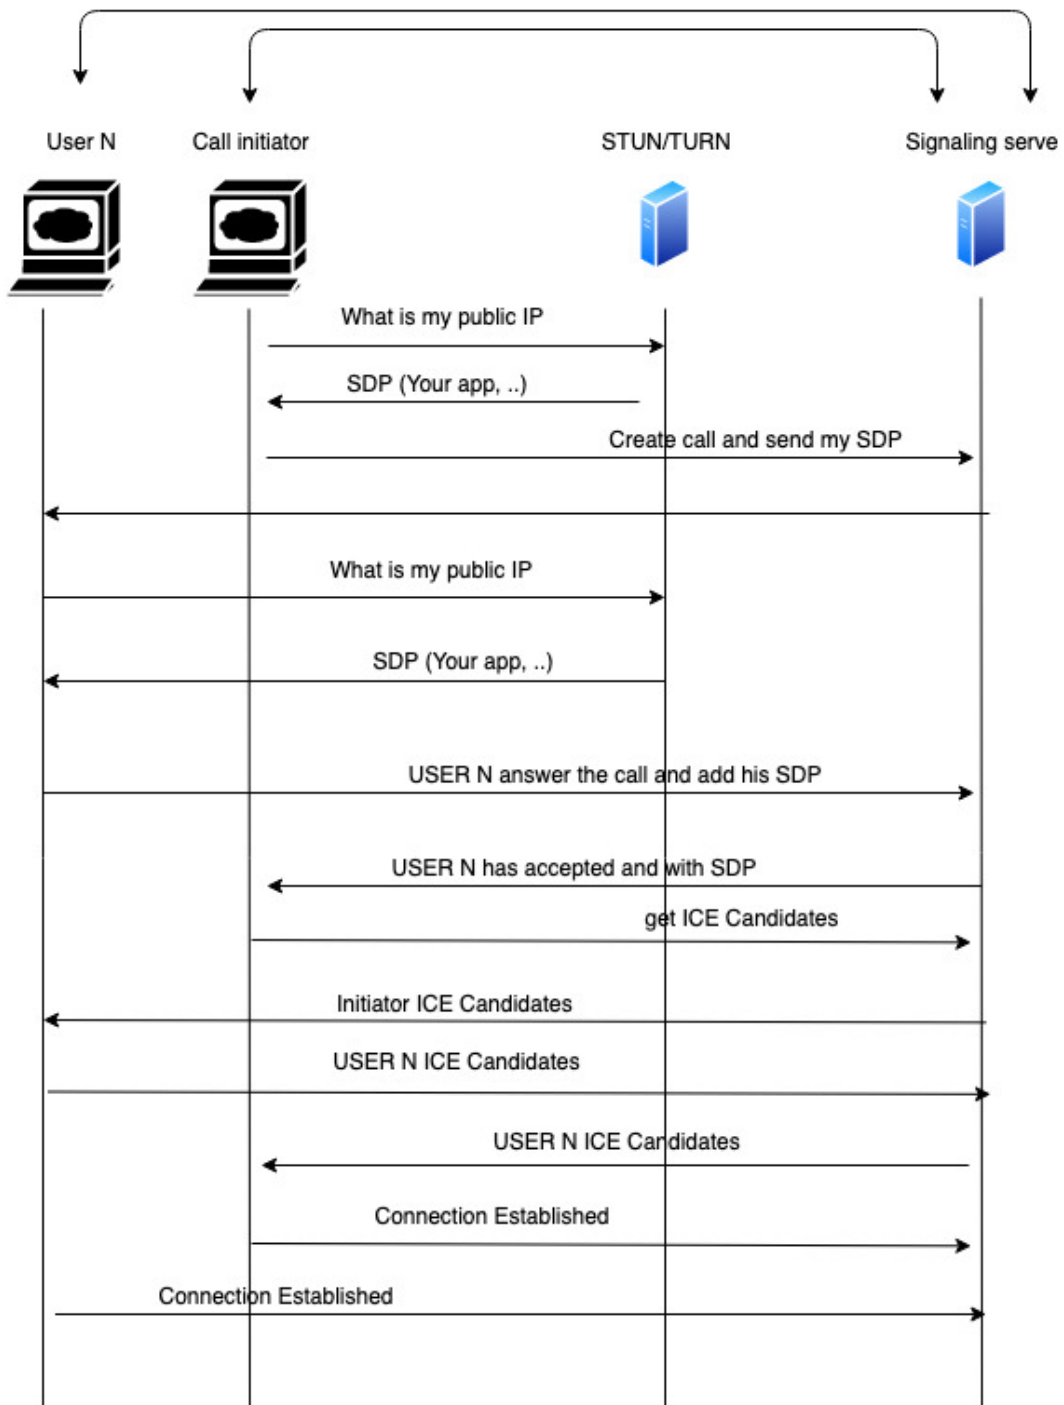 User N
Call initiator
STUN/TURN
Signaling serve
What is my public IP
SDP (Your app, ..)
Create call and send my SDP
What is my public IP
SDP (Your app, ..)
USER N answer the call and add his SDP
USER N has accepted and with SDP
get ICE Candidates
Initiator ICE Candidates
USER N ICE Candidates
USER N ICE Candidates
Connection Established
Connection Established